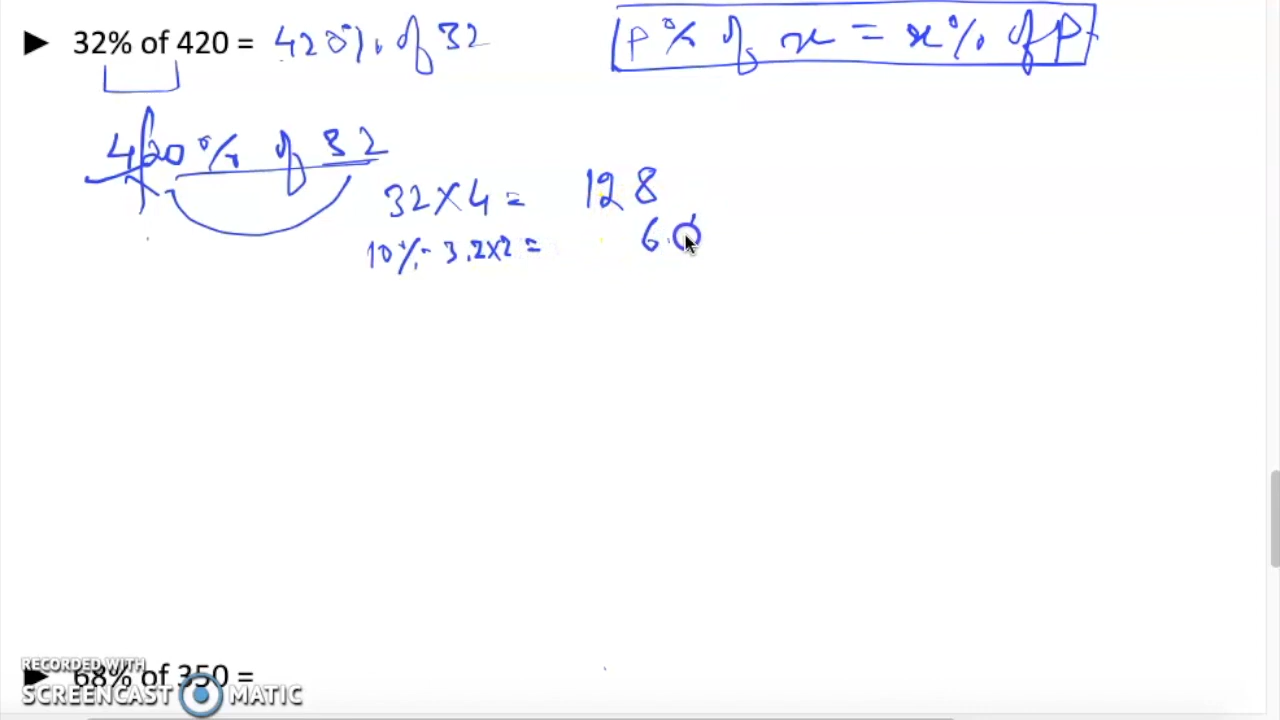 ▶ 32% of 420 = 420% of 32
P% of x = x% of P
420% of 32
32×4 = 128
10% - 3.2×2 = 6.
▶ 68% of 350 =
RECORDED WITH
SCREENCAST MATIC